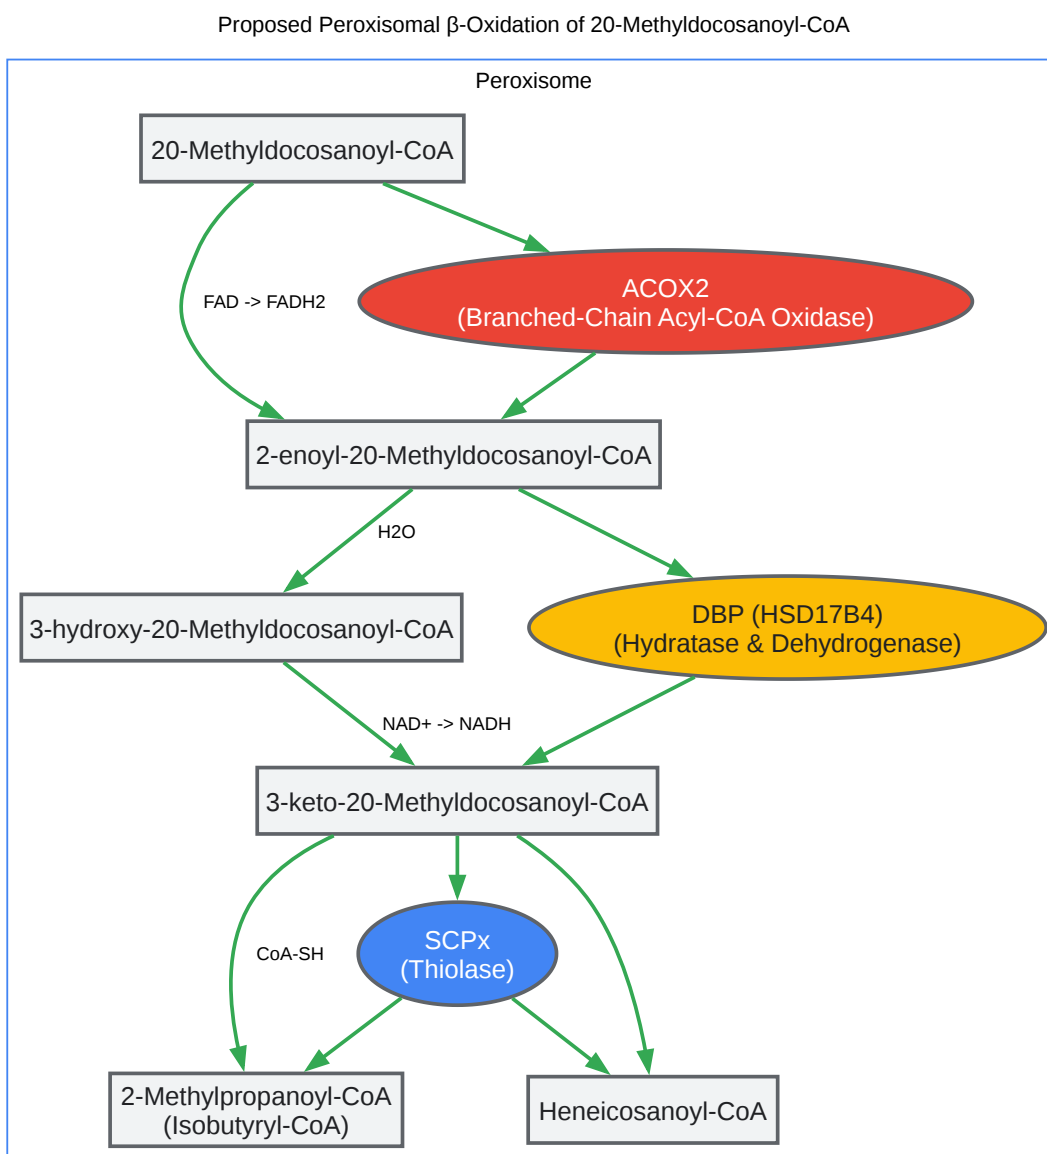 Proposed Peroxisomal β-Oxidation of 20-Methyldocosanoyl-CoA
Peroxisome
20-Methyldocosanoyl-CoA
FAD -> FADH2
ACOX2
(Branched-Chain Acyl-CoA Oxidase)
2-enoyl-20-Methyldocosanoyl-CoA
H2O
3-hydroxy-20-Methyldocosanoyl-CoA
DBP (HSD17B4)
(Hydratase & Dehydrogenase)
NAD+ -> NADH
3-keto-20-Methyldocosanoyl-CoA
CoA-SH
SCPx
(Thiolase)
2-Methylpropanoyl-CoA
(Isobutyryl-CoA)
Heneicosanoyl-CoA